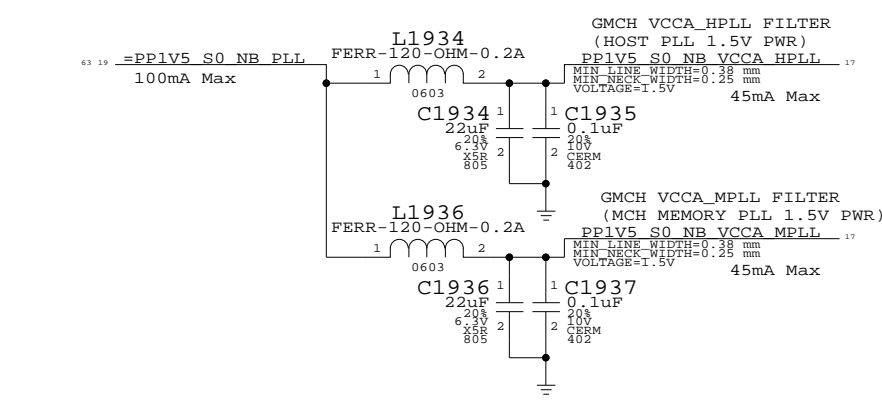 GMCH VCCA_HPLL FILTER
(HOST PLL 1.5V PWR)
L1934
FERR-120-OHM-0.2A
63 19 =PP1V5_S0_NB_PLL
100mA Max
1 2
0603
PP1V5_S0_NB_VCCA_HPLL 17
MIN_LINE_WIDTH=0.38 mm
MIN_NECK_WIDTH=0.25 mm
VOLTAGE=1.5V
45mA Max
C1934 1
22uF
20%
6.3V 2
X5R
805
1 C1935
0.1uF
20%
2 10V
CERM
402
GMCH VCCA_MPLL FILTER
(MCH MEMORY PLL 1.5V PWR)
L1936
FERR-120-OHM-0.2A
1 2
0603
PP1V5_S0_NB_VCCA_MPLL 17
MIN_LINE_WIDTH=0.38 mm
MIN_NECK_WIDTH=0.25 mm
VOLTAGE=1.5V
45mA Max
C1936 1
22uF
20%
6.3V 2
X5R
805
1 C1937
0.1uF
20%
2 10V
CERM
402